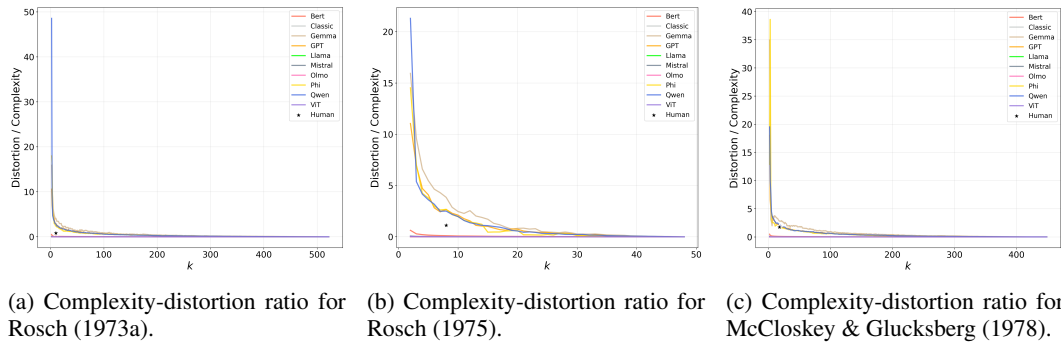 50
40
30
20
10
0
Distortion / Complexity
0 100 200 300 400 500
k
Bert
Classic
Gemma
GPT
Llama
Mistral
Olmo
Phi
Qwen
ViT
Human
(a) Complexity-distortion ratio for
Rosch (1973a).
20
15
10
5
0
Distortion / Complexity
0 10 20 30 40 50
k
Bert
Classic
Gemma
GPT
Llama
Mistral
Olmo
Phi
Qwen
ViT
Human
(b) Complexity-distortion ratio for
Rosch (1975).
40
35
30
25
20
15
10
5
0
Distortion / Complexity
0 100 200 300 400
k
Bert
Classic
Gemma
GPT
Llama
Mistral
Olmo
Phi
Qwen
ViT
Human
(c) Complexity-distortion ratio for
McCloskey & Glucksberg (1978).